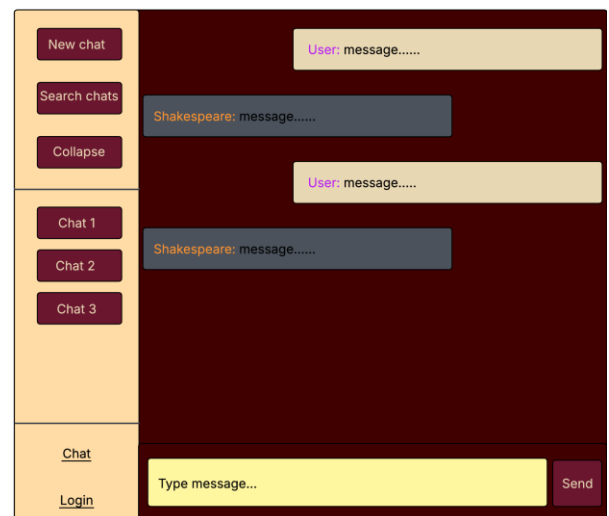 New chat
Search chats
Collapse
Chat 1
Chat 2
Chat 3
Chat
Login
User: message......
Shakespeare: message......
User: message.....
Shakespeare: message......
Type message...
Send